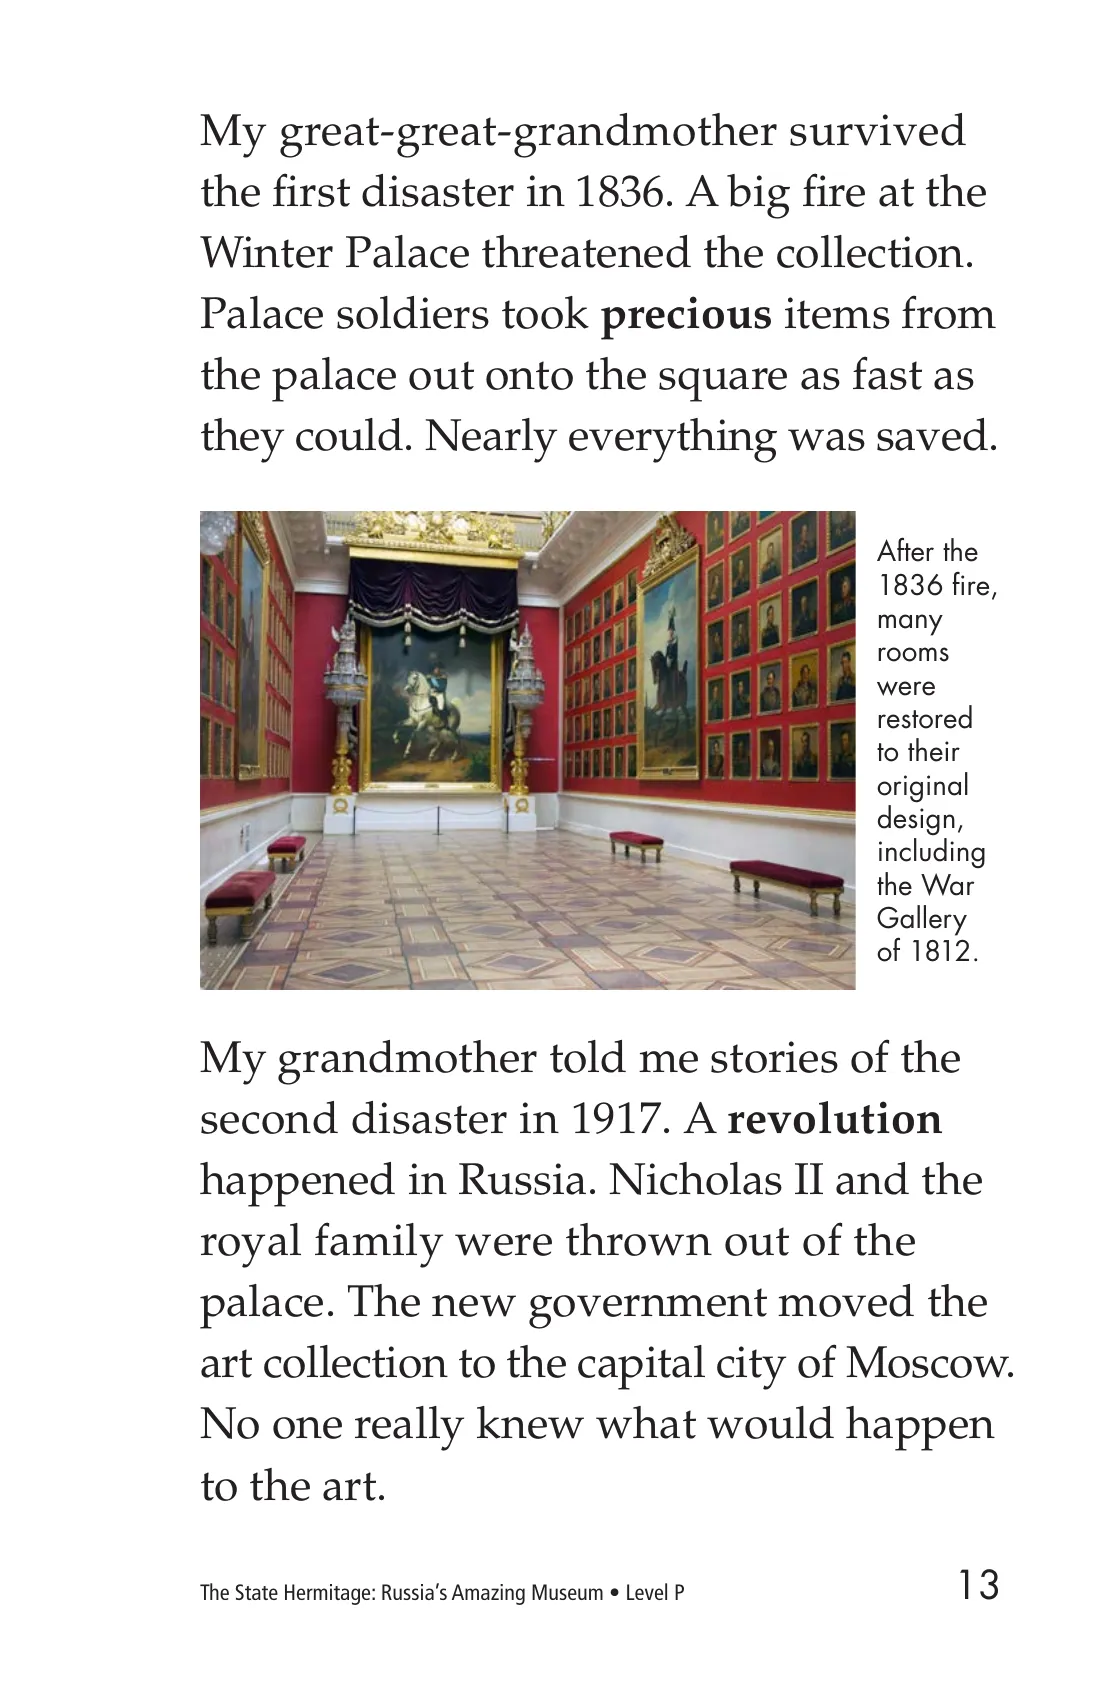 My great-great-grandmother survived
the first disaster in 1836. A big fire at the
Winter Palace threatened the collection.
Palace soldiers took precious items from
the palace out onto the square as fast as
they could. Nearly everything was saved.
After the
1836 fire,
many
rooms
were
restored
to their
original
design,
including
the War
Gallery
of 1812.
My grandmother told me stories of the
second disaster in 1917. A revolution
happened in Russia. Nicholas II and the
royal family were thrown out of the
palace. The new government moved the
art collection to the capital city of Moscow.
No one really knew what would happen
to the art.
The State Hermitage: Russia’s Amazing Museum • Level P
13